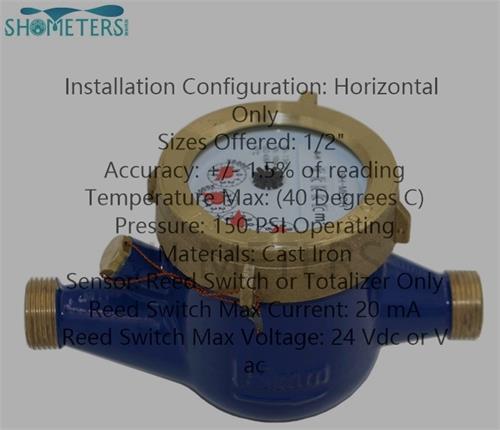 SHOMETERS
Installation Configuration: Horizontal
Only
Sizes Offered: 1/2"
Accuracy: +/- 1.5% of reading
Temperature Max: (40 Degrees C)
Pressure: 150 PSI Operating
Materials: Cast Iron
Sensor: Reed Switch or Totalizer Only
Reed Switch Max Current: 20 mA
Reed Switch Max Voltage: 24 Vdc or V
ac